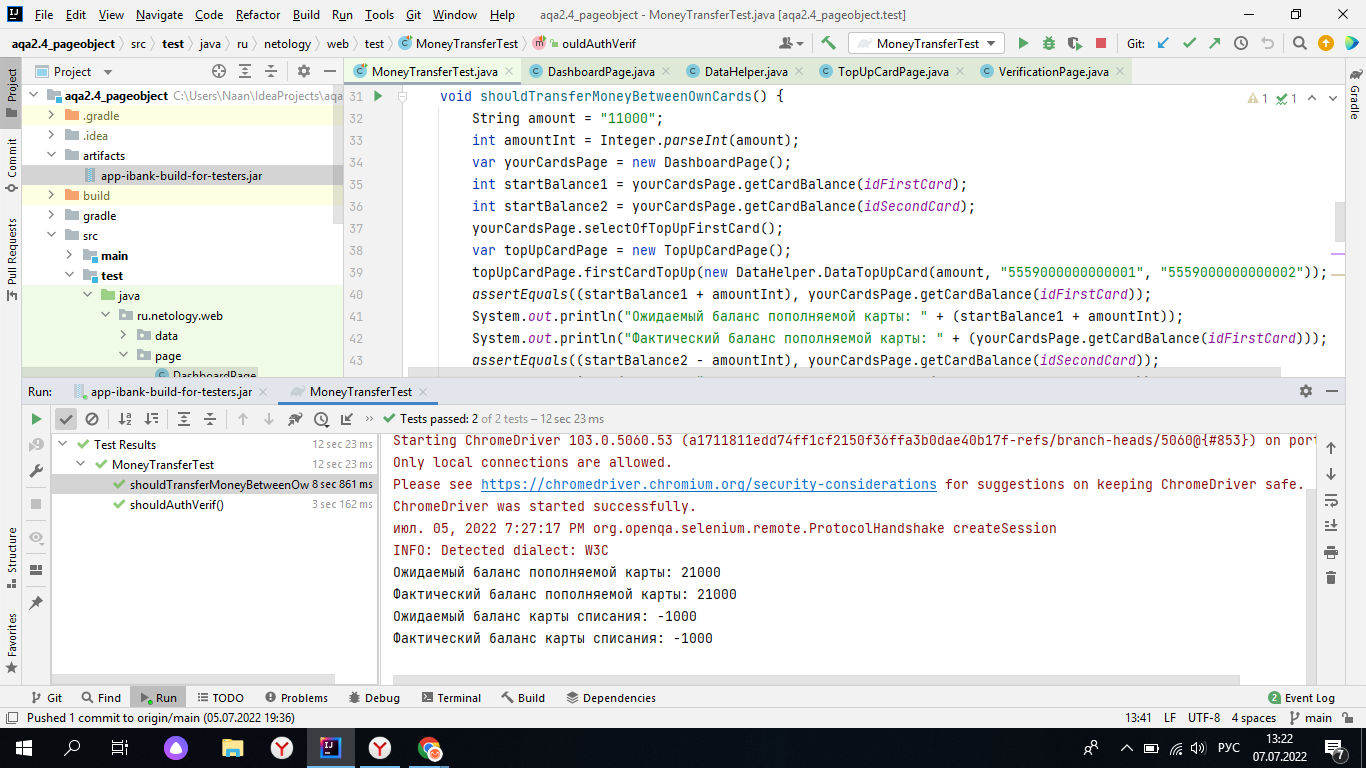 File Edit View Navigate Code Refactor Build Run Tools Git Window Help aqa2.4_pageobject - MoneyTransferTest.java [aqa2.4_pageobject.test]
aqa2.4_pageobject src test java ru netology web test MoneyTransferTest ouldAuthVerif MoneyTransferTest Git:
Project MoneyTransferTest.java DashboardPage.java DataHelper.java TopUpCardPage.java VerificationPage.java
Project
Commit
Pull Requests
Structure
Favorites
Gradle
aqa2.4_pageobject C:\Users\Naan\IdeaProjects\aqa
.gradle
.idea
artifacts
app-ibank-build-for-testers.jar
build
gradle
src
main
test
java
ru.netology.web
data
page
DashboardPage
31 void shouldTransferMoneyBetweenOwnCards() { 1 1
32 String amount = "11000";
33 int amountInt = Integer.parseInt(amount);
34 var yourCardsPage = new DashboardPage();
35 int startBalance1 = yourCardsPage.getCardBalance(idFirstCard);
36 int startBalance2 = yourCardsPage.getCardBalance(idSecondCard);
37 yourCardsPage.selectOfTopUpFirstCard();
38 var topUpCardPage = new TopUpCardPage();
39 topUpCardPage.firstCardTopUp(new DataHelper.DataTopUpCard(amount, "5559000000000001", "5559000000000002"));
40 assertEquals((startBalance1 + amountInt), yourCardsPage.getCardBalance(idFirstCard));
41 System.out.println("Ожидаемый баланс пополняемой карты: " + (startBalance1 + amountInt));
42 System.out.println("Фактический баланс пополняемой карты: " + (yourCardsPage.getCardBalance(idFirstCard)));
43 assertEquals((startBalance2 - amountInt), yourCardsPage.getCardBalance(idSecondCard));
Run: app-ibank-build-for-testers.jar MoneyTransferTest
Tests passed: 2 of 2 tests – 12 sec 23 ms
Test Results 12 sec 23 ms
MoneyTransferTest 12 sec 23 ms
shouldTransferMoneyBetweenOw 8 sec 861 ms
shouldAuthVerif() 3 sec 162 ms
Starting ChromeDriver 103.0.5060.53 (a1711811edd74ff1cf2150f36ffa3b0dae40b17f-refs/branch-heads/5060@{#853}) on port
Only local connections are allowed.
Please see https://chromedriver.chromium.org/security-considerations for suggestions on keeping ChromeDriver safe.
ChromeDriver was started successfully.
июл. 05, 2022 7:27:17 PM org.openqa.selenium.remote.ProtocolHandshake createSession
INFO: Detected dialect: W3C
Ожидаемый баланс пополняемой карты: 21000
Фактический баланс пополняемой карты: 21000
Ожидаемый баланс карты списания: -1000
Фактический баланс карты списания: -1000
Git Find Run TODO Problems Debug Terminal Build Dependencies 2 Event Log
Pushed 1 commit to origin/main (05.07.2022 19:36) 13:41 LF UTF-8 4 spaces main
РУС 13:22
07.07.2022 7